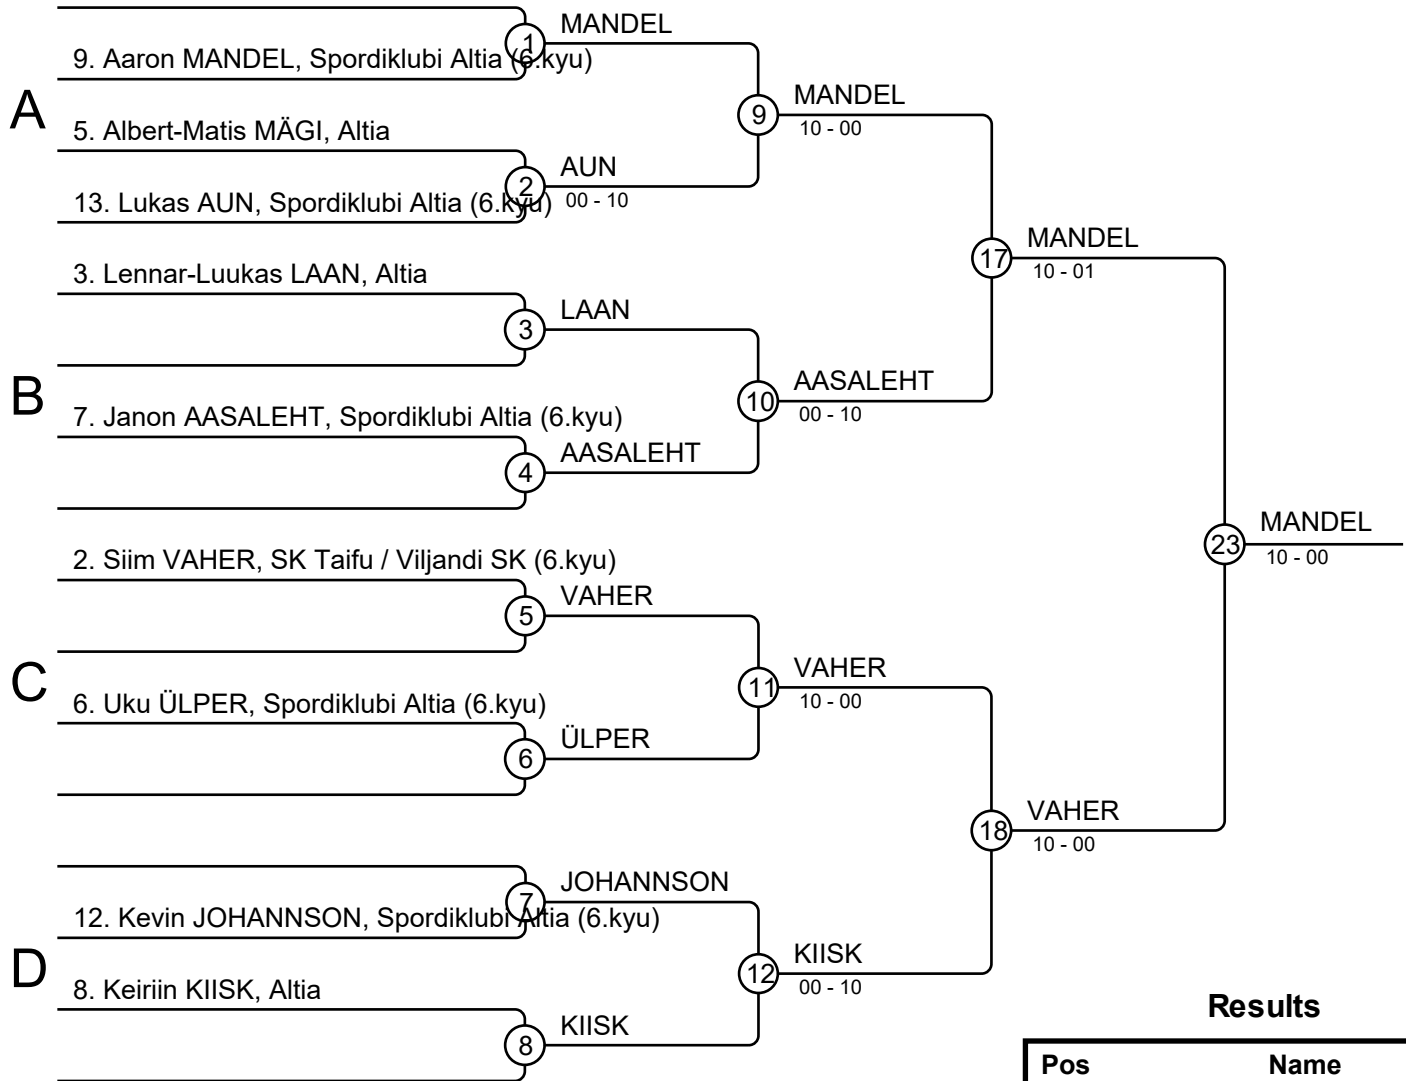 MANDEL
1
9. Aaron MANDEL, Spordiklubi Altia (6.kyu)
MANDEL
9
10 - 00
A
5. Albert-Matis MÄGI, Altia
AUN
2
00 - 10
13. Lukas AUN, Spordiklubi Altia (6.kyu)
MANDEL
17
10 - 01
3. Lennar-Luukas LAAN, Altia
LAAN
3
AASALEHT
10
00 - 10
B
7. Janon AASALEHT, Spordiklubi Altia (6.kyu)
AASALEHT
4
MANDEL
23
10 - 00
2. Siim VAHER, SK Taifu / Viljandi SK (6.kyu)
VAHER
5
VAHER
11
10 - 00
C
6. Uku ÜLPER, Spordiklubi Altia (6.kyu)
ÜLPER
6
VAHER
18
10 - 00
JOHANNSON
7
12. Kevin JOHANNSON, Spordiklubi Altia (6.kyu)
KIISK
12
00 - 10
D
8. Keiriin KIISK, Altia
KIISK
8
Results
Pos Name